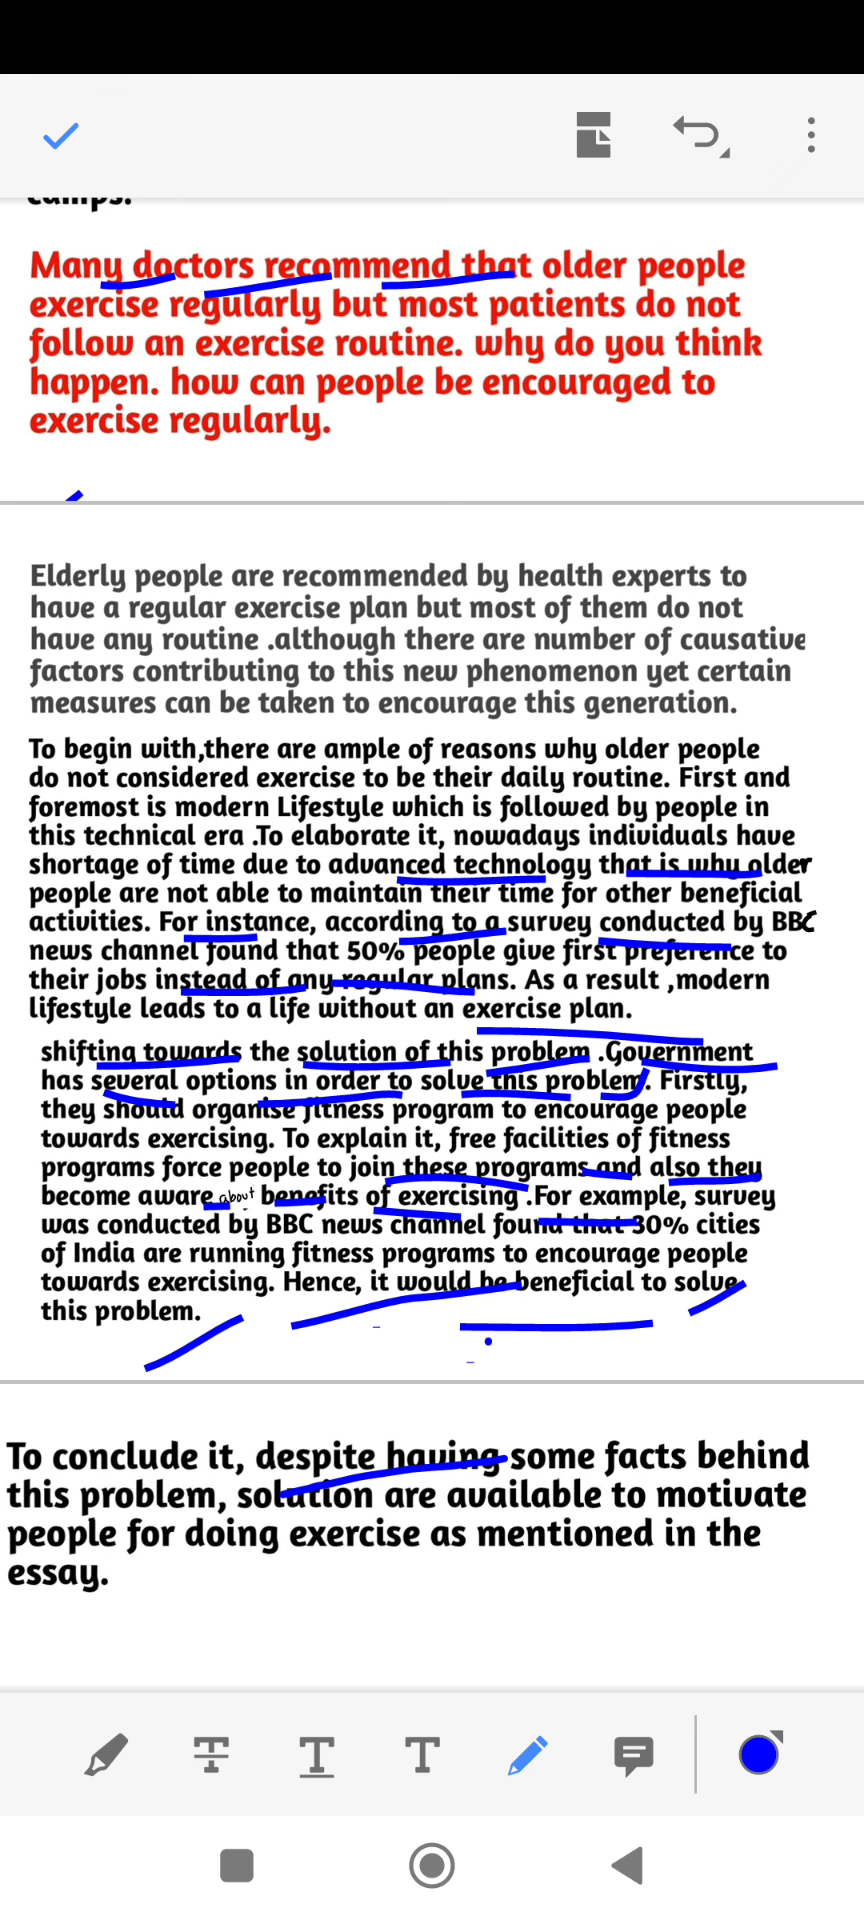 camps.
Many doctors recommend that older people
exercise regularly but most patients do not
follow an exercise routine. why do you think
happen. how can people be encouraged to
exercise regularly.
Elderly people are recommended by health experts to
have a regular exercise plan but most of them do not
have any routine .although there are number of causative
factors contributing to this new phenomenon yet certain
measures can be taken to encourage this generation.
To begin with,there are ample of reasons why older people
do not considered exercise to be their daily routine. First and
foremost is modern Lifestyle which is followed by people in
this technical era .To elaborate it, nowadays individuals have
shortage of time due to advanced technology that is why older
people are not able to maintain their time for other beneficial
activities. For instance, according to a survey conducted by BBC
news channel found that 50% people give first preference to
their jobs instead of any regular plans. As a result ,modern
lifestyle leads to a life without an exercise plan.
shifting towards the solution of this problem .Government
has several options in order to solve this problem. Firstly,
they should organise fitness program to encourage people
towards exercising. To explain it, free facilities of fitness
programs force people to join these programs and also they
become aware about benefits of exercising .For example, survey
was conducted by BBC news channel found that 30% cities
of India are running fitness programs to encourage people
towards exercising. Hence, it would be beneficial to solve
this problem.
To conclude it, despite having some facts behind
this problem, solution are available to motivate
people for doing exercise as mentioned in the
essay.